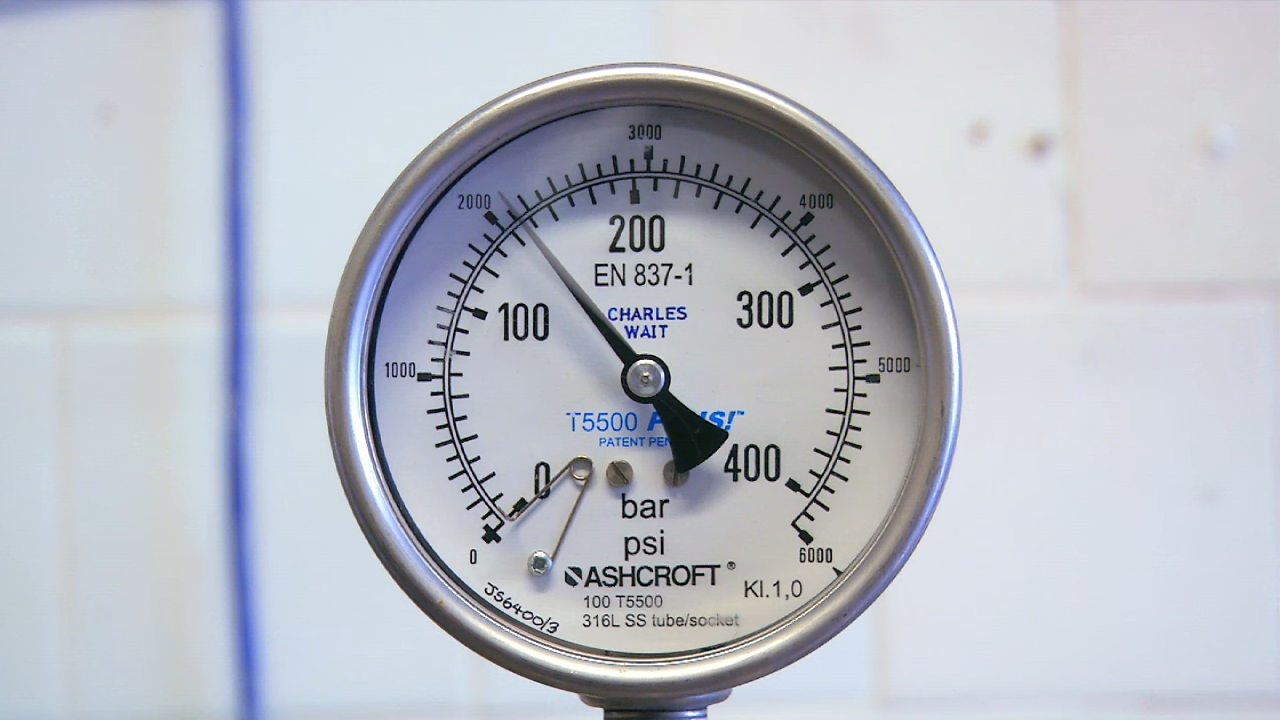 3000
2000
4000
200
EN 837-1
100
CHARLES
WAIT
300
1000
5000
T5500
PATENT
0
400
bar
psi
0
6000
ASHCROFT®
JS6400/3
100 T5500
Kl.1,0
316L SS tube/socket